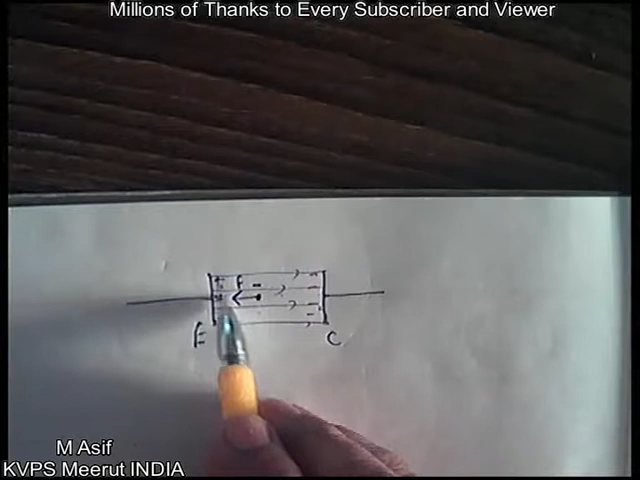 Millions of Thanks to Every Subscriber and Viewer
F
E
C
M Asif
KVPS Meerut INDIA